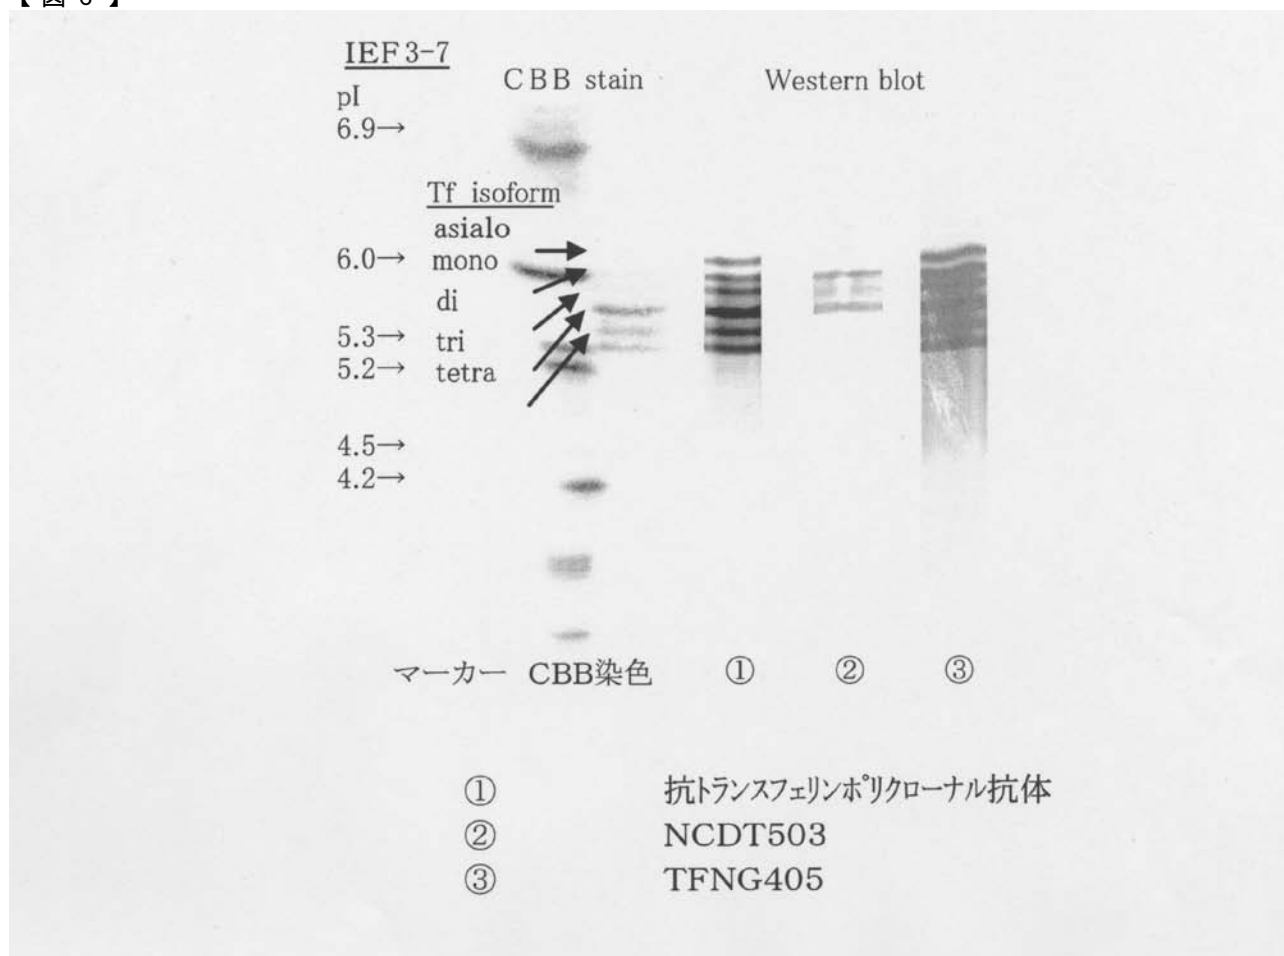 IEF3-7
CBB stain Western blot
pI
6.9→
Tf isoform
asialo
6.0→ mono
di
5.3→ tri
5.2→ tetra
4.5→
4.2→
マーカー CBB染色 ① ② ③
① 抗トランスフェリンポリクローナル抗体
② NCDT503
③ TFNG405